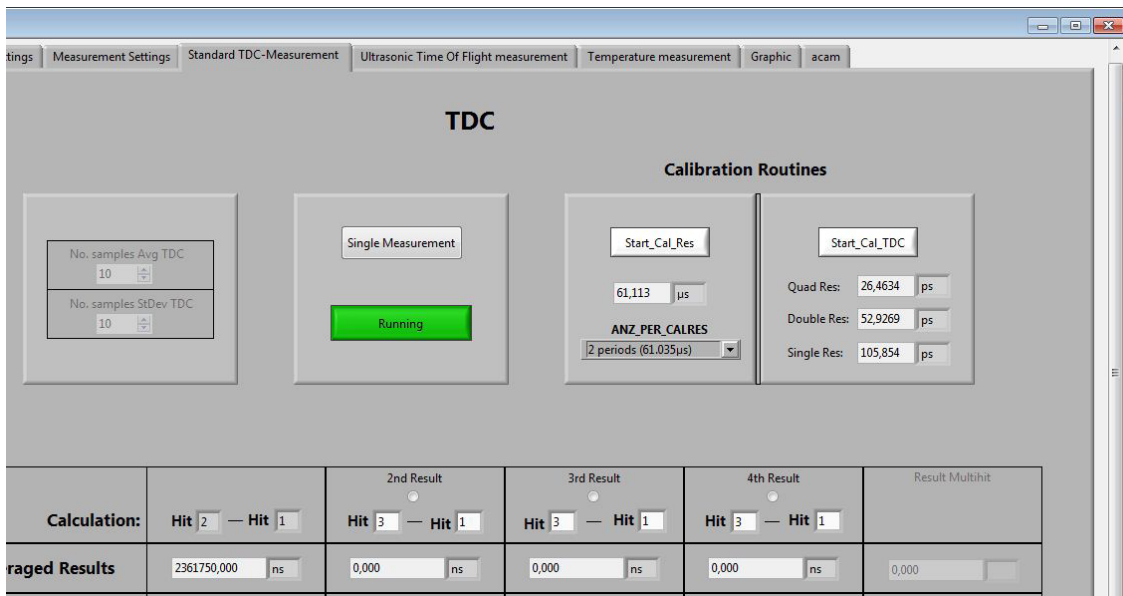 Measurement Settings
Standard TDC-Measurement
Ultrasonic Time Of Flight measurement
Temperature measurement
Graphic
acam
TDC
Calibration Routines
No. samples Avg TDC
10
No. samples StDev TDC
10
Single Measurement
Running
Start_Cal_Res
61,113 µs
ANZ_PER_CALRES
2 periods (61.035µs)
Start_Cal_TDC
Quad Res: 26,4634 ps
Double Res: 52,9269 ps
Single Res: 105,854 ps
2nd Result
3rd Result
4th Result
Result Multihit
Calculation: Hit 2 — Hit 1 Hit 3 — Hit 1 Hit 3 — Hit 1 Hit 3 — Hit 1
raged Results 2361750,000 ns 0,000 ns 0,000 ns 0,000 ns 0,000